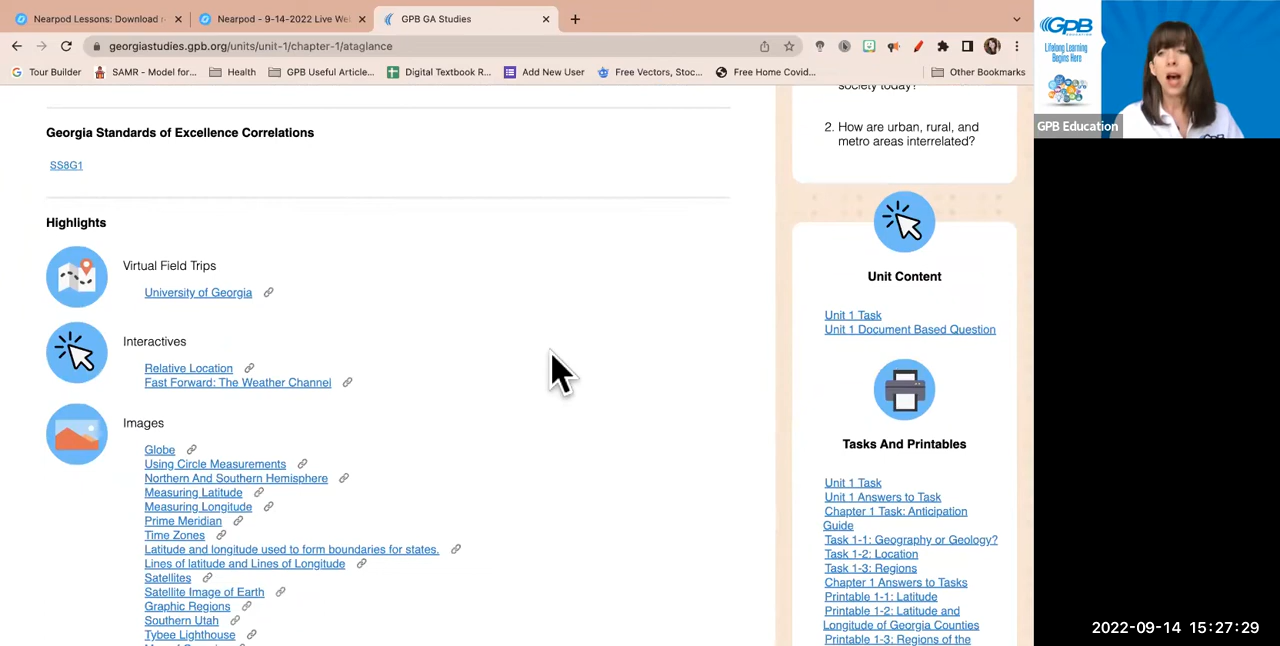 Nearpod Lessons: Download r
Nearpod - 9-14-2022 Live We
GPB GA Studies
georgiastudies.gpb.org/units/unit-1/chapter-1/ataglance
Tour Builder
SAMR - Model for...
Health
GPB Useful Article...
Digital Textbook R...
Add New User
Free Vectors, Stoc...
Free Home Covid...
Other Bookmarks
Georgia Standards of Excellence Correlations
SS8G1
Highlights
Virtual Field Trips
University of Georgia
Interactives
Relative Location
Fast Forward: The Weather Channel
Images
Globe
Using Circle Measurements
Northern And Southern Hemisphere
Measuring Latitude
Measuring Longitude
Prime Meridian
Time Zones
Latitude and longitude used to form boundaries for states.
Lines of latitude and Lines of Longitude
Satellites
Satellite Image of Earth
Graphic Regions
Southern Utah
Tybee Lighthouse
society today?
2. How are urban, rural, and
metro areas interrelated?
Unit Content
Unit 1 Task
Unit 1 Document Based Question
Tasks And Printables
Unit 1 Task
Unit 1 Answers to Task
Chapter 1 Task: Anticipation
Guide
Task 1-1: Geography or Geology?
Task 1-2: Location
Task 1-3: Regions
Chapter 1 Answers to Tasks
Printable 1-1: Latitude
Printable 1-2: Latitude and
Longitude of Georgia Counties
Printable 1-3: Regions of the
GPB
EDUCATION
Lifelong Learning
Begins Here
GPB Education
2022-09-14 15:27:29